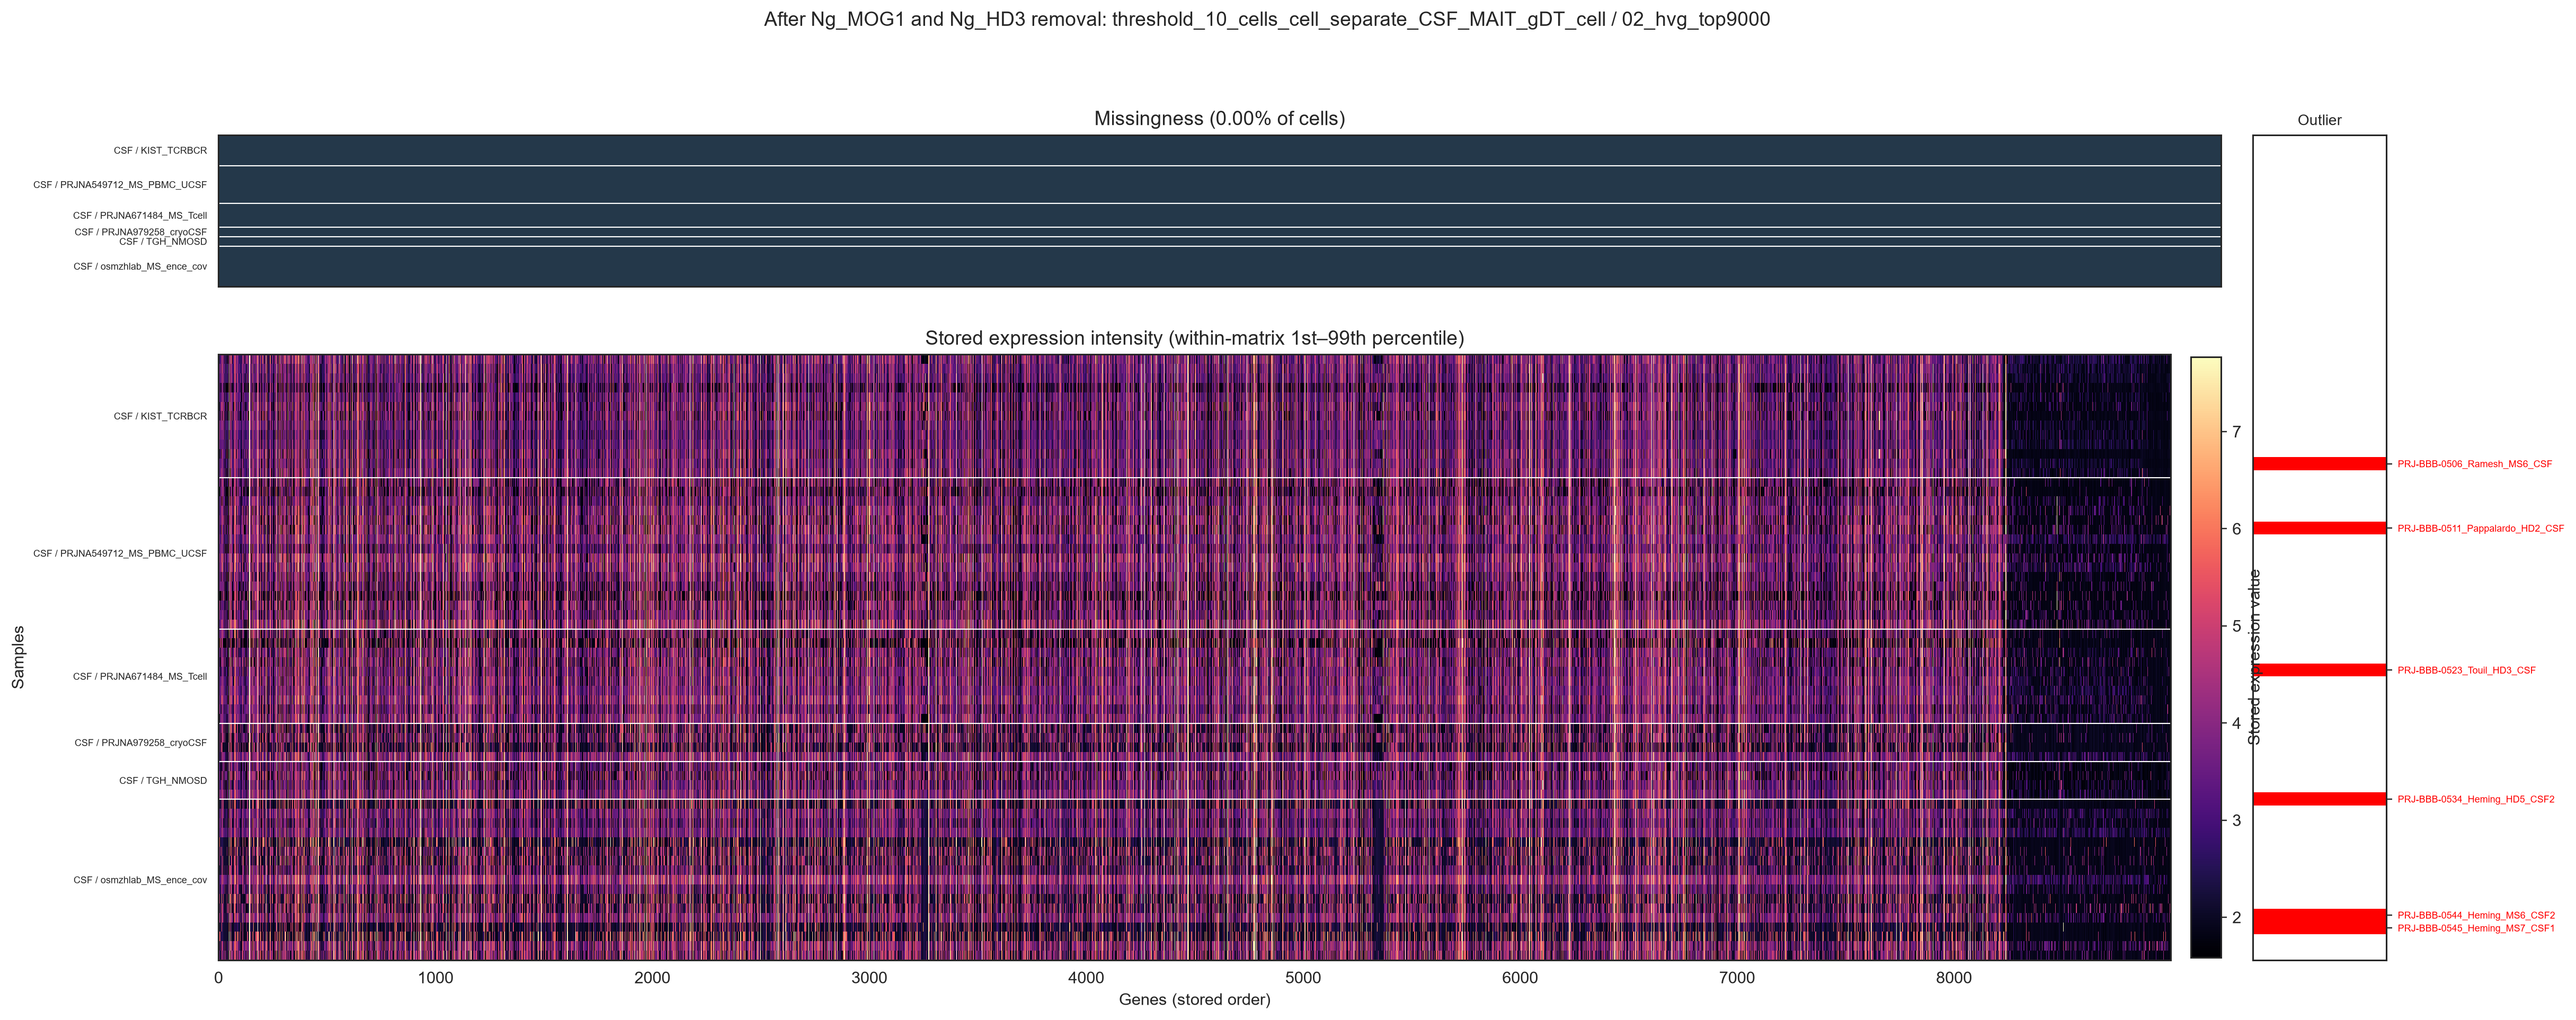 After Ng_MOG1 and Ng_HD3 removal: threshold_10_cells_cell_separate_CSF_MAIT_gDT_cell / 02_hvg_top9000
Missingness (0.00% of cells)
Outlier
CSF / KIST_TCRBCR
CSF / PRJNA549712_MS_PBMC_UCSF
CSF / PRJNA671484_MS_Tcell
CSF / PRJNA979258_cryoCSF
CSF / TGH_NMOSD
CSF / osmzhlab_MS_ence_cov
Stored expression intensity (within-matrix 1st–99th percentile)
Samples
CSF / KIST_TCRBCR
CSF / PRJNA549712_MS_PBMC_UCSF
CSF / PRJNA671484_MS_Tcell
CSF / PRJNA979258_cryoCSF
CSF / TGH_NMOSD
CSF / osmzhlab_MS_ence_cov
0 1000 2000 3000 4000 5000 6000 7000 8000
Genes (stored order)
7
6
5
4
3
2
Stored expression value
PRJ-BBB-0506_Ramesh_MS6_CSF
PRJ-BBB-0511_Pappalardo_HD2_CSF
PRJ-BBB-0523_Touil_HD3_CSF
PRJ-BBB-0534_Heming_HD5_CSF2
PRJ-BBB-0544_Heming_MS6_CSF2
PRJ-BBB-0545_Heming_MS7_CSF1